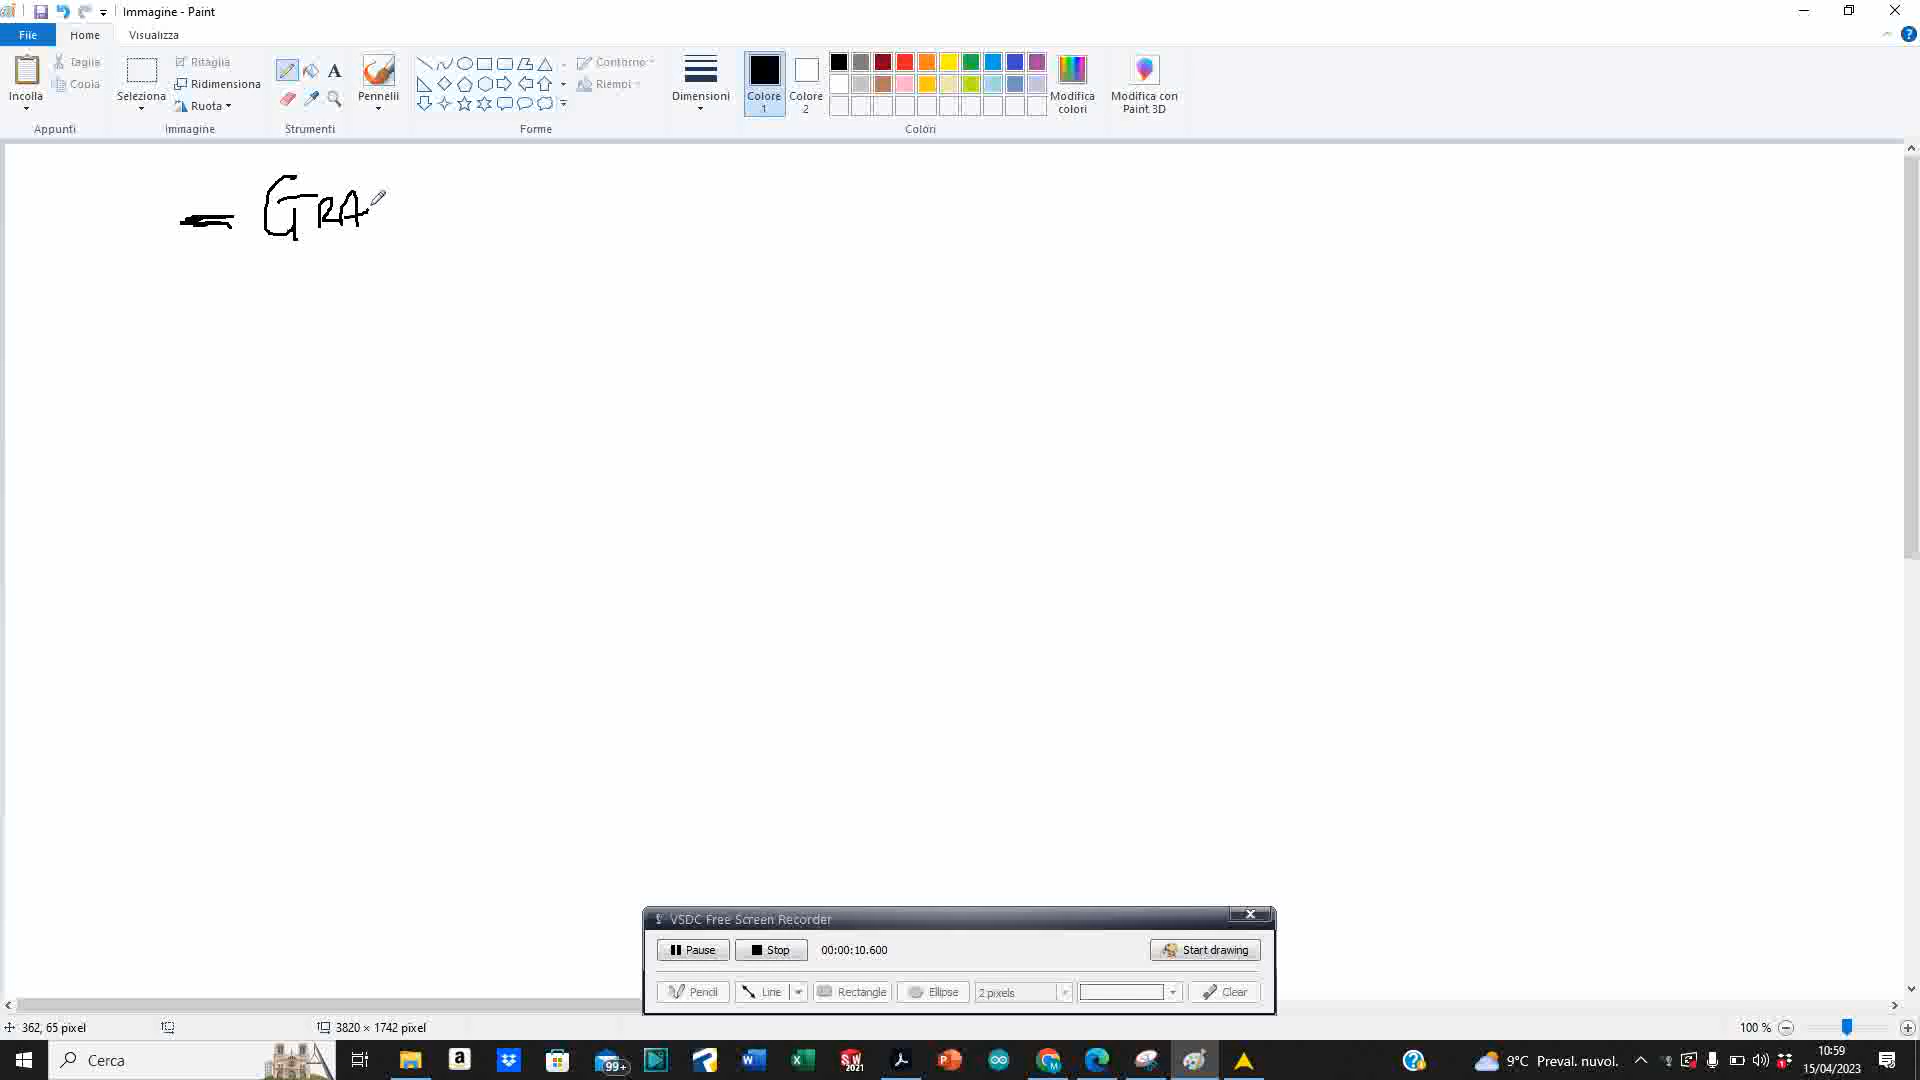 Immagine - Paint
File Home Visualizza
Incolla Taglia Copia Appunti
Seleziona Ritaglia Ridimensiona Ruota Immagine
A Strumenti
Pennelli
Contorno Riempi Forme
Dimensioni
Colore 1 Colore 2 Modifica colori Colori
Modifica con Paint 3D
- GRA
VSDC Free Screen Recorder
Pause Stop 00:00:10.600 Start drawing
Pencil Line Rectangle Ellipse 2 pixels Clear
362, 65 pixel 3820 × 1742 pixel 100 %
Cerca 99+ SW 2021 9°C Preval. nuvol. 10:59
15/04/2023